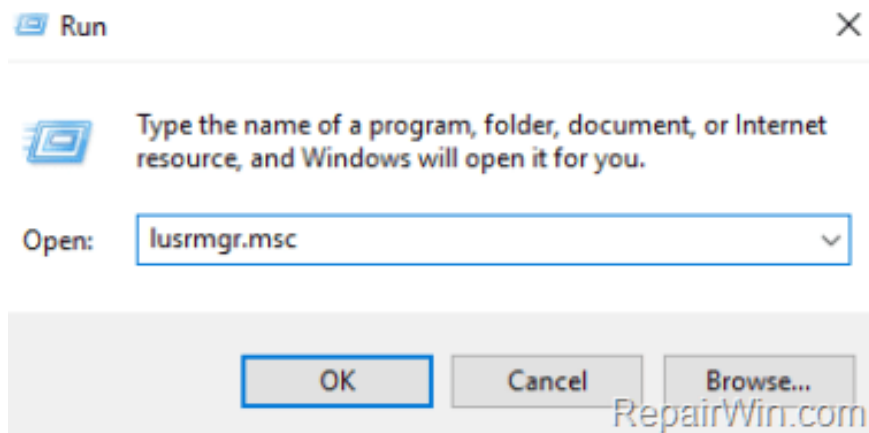 Run
Type the name of a program, folder, document, or Internet
resource, and Windows will open it for you.
Open: lusrmgr.msc
OK Cancel Browse...
RepairWin.com